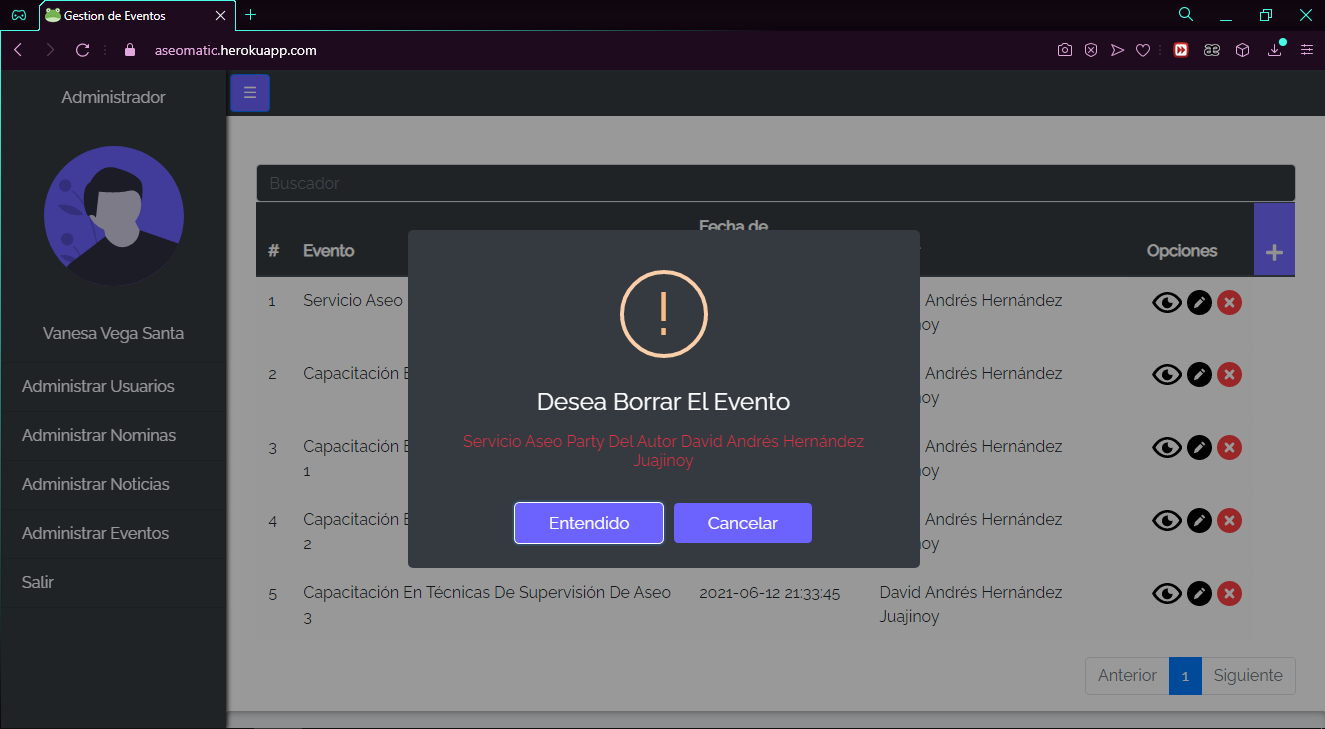 Gestion de Eventos
aseomatic.herokuapp.com
Administrador
Vanesa Vega Santa
Administrar Usuarios
Administrar Nominas
Administrar Noticias
Administrar Eventos
Salir
Buscador
Fecha de
# Evento Opciones +
1 Servicio Aseo Andrés Hernández
2 Capacitación Andrés Hernández
3 Capacitación Andrés Hernández
1
4 Capacitación Andrés Hernández
2
5 Capacitación En Técnicas De Supervisión De Aseo 2021-06-12 21:33:45 David Andrés Hernández
3 Juajinoy
Desea Borrar El Evento
Servicio Aseo Party Del Autor David Andrés Hernández
Juajinoy
Entendido Cancelar
Anterior 1 Siguiente